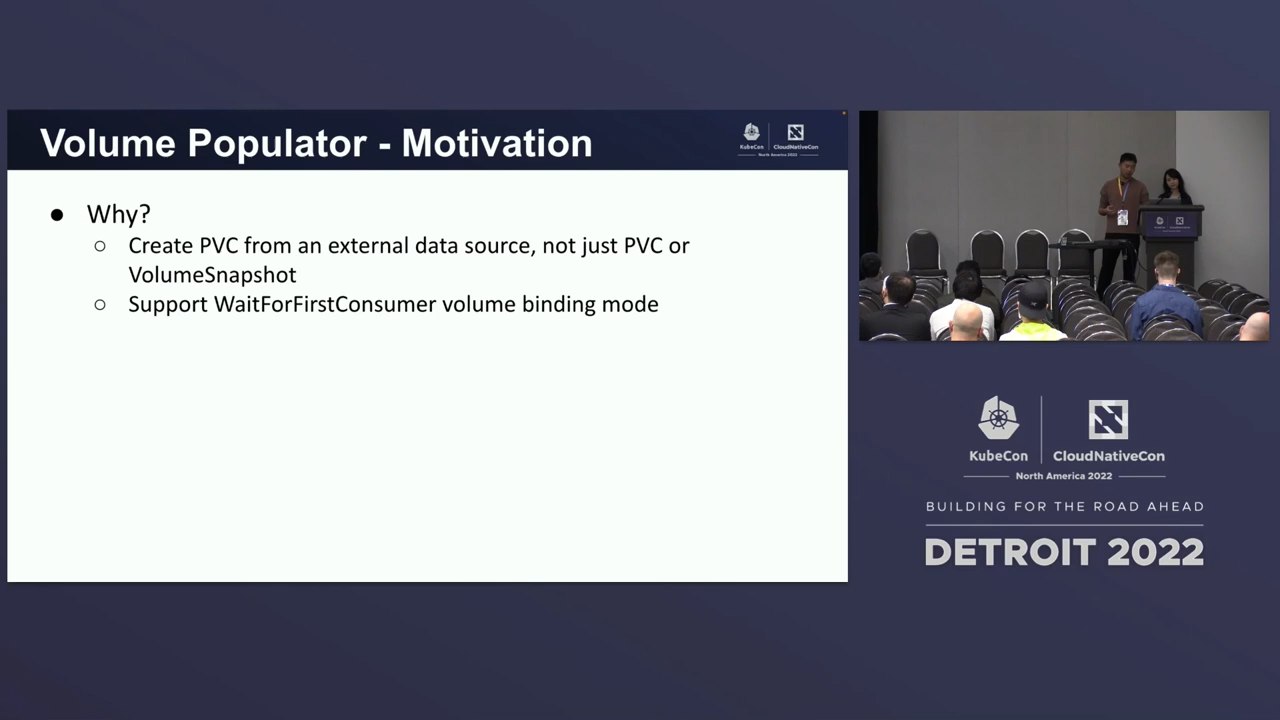 Volume Populator - Motivation
KubeCon
CloudNativeCon
North America 2022
● Why?
○ Create PVC from an external data source, not just PVC or
VolumeSnapshot
○ Support WaitForFirstConsumer volume binding mode
KubeCon
CloudNativeCon
North America 2022
BUILDING FOR THE ROAD AHEAD
DETROIT 2022